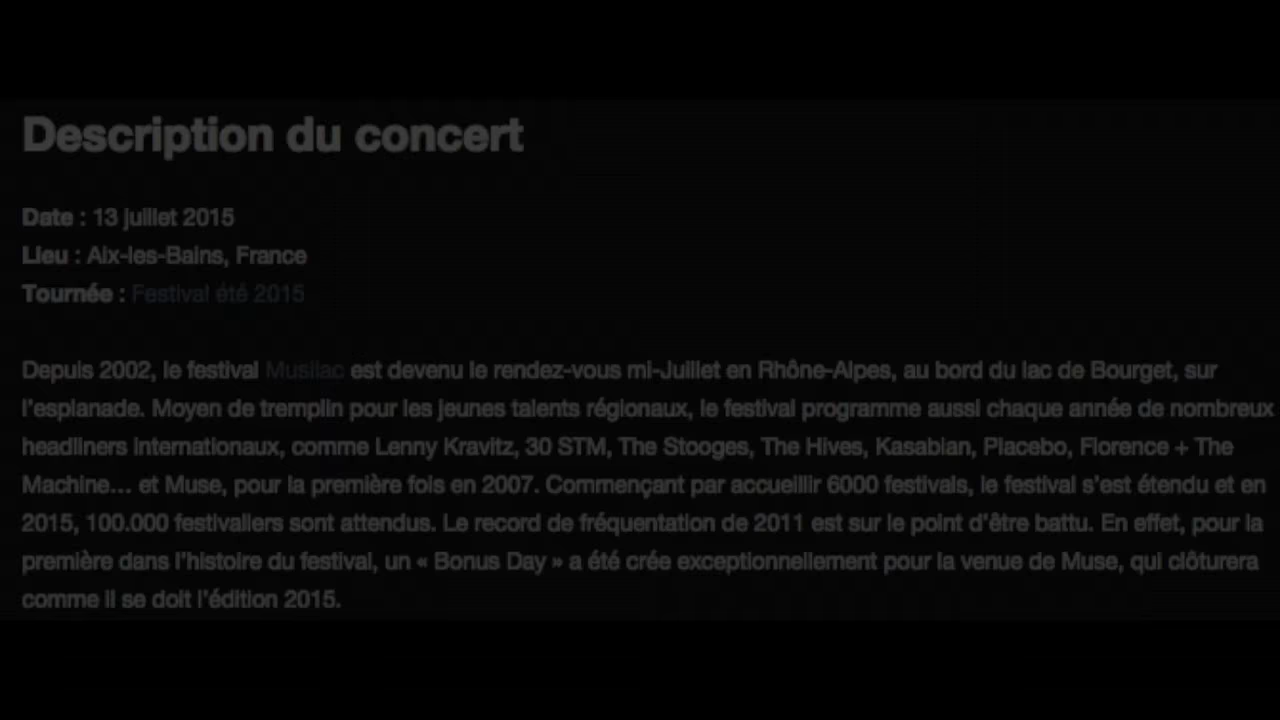 Description du concert
Date : 13 juillet 2015
Lieu : Aix-les-Bains, France
Tournée : Festival été 2015
Depuis 2002, le festival Musilac est devenu le rendez-vous mi-Juillet en Rhône-Alpes, au bord du lac de Bourget, sur
l'esplanade. Moyen de tremplin pour les jeunes talents régionaux, le festival programme aussi chaque année de nombreux
headliners internationaux, comme Lenny Kravitz, 30 STM, The Stooges, The Hives, Kasabian, Placebo, Florence + The
Machine… et Muse, pour la première fois en 2007. Commençant par accueillir 6000 festivals, le festival s'est étendu et en
2015, 100.000 festivaliers sont attendus. Le record de fréquentation de 2011 est sur le point d'être battu. En effet, pour la
première dans l'histoire du festival, un « Bonus Day » a été crée exceptionnellement pour la venue de Muse, qui clôturera
comme il se doit l'édition 2015.